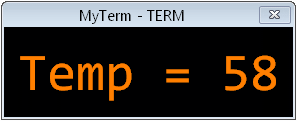 MyTerm - TERM
Temp = 58